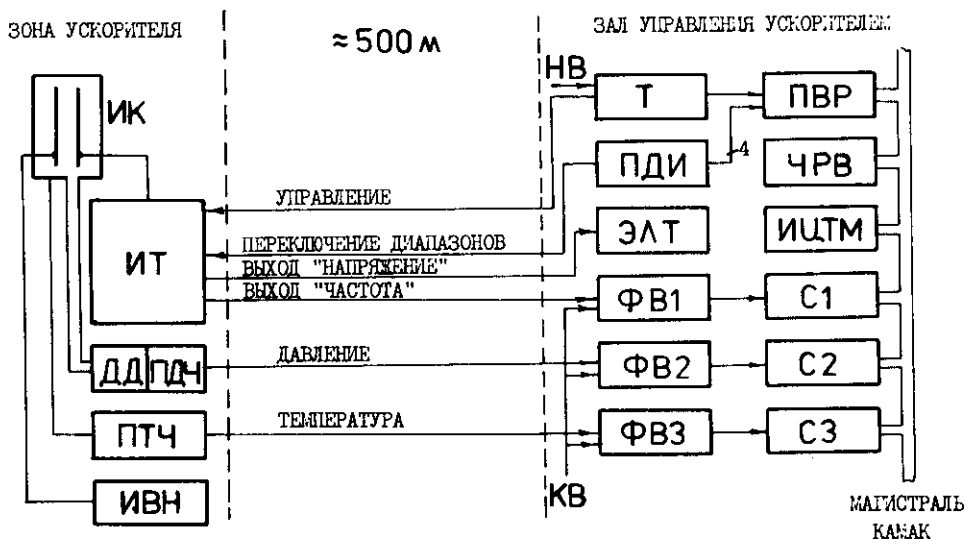 ЗОНА УСКОРИТЕЛЯ
≈500м
ЗАЛ УПРАВЛЕНИЯ УСКОРИТЕЛЕМ
НВ
ИК
Т
ПВР
4
ПДИ
ЧРВ
УПРАВЛЕНИЕ
ИТ
ПЕРЕКЛЮЧЕНИЕ ДИАПАЗОНОВ
ЭЛТ
ИЦТМ
ВЫХОД "НАПРЯЖЕНИЕ"
ВЫХОД "ЧАСТОТА"
ФВ1
С1
ДД
ПДЧ
ДАВЛЕНИЕ
ФВ2
С2
ПТЧ
ТЕМПЕРАТУРА
ФВ3
С3
ИВН
КВ
МАГИСТРАЛЬ
КАМАК